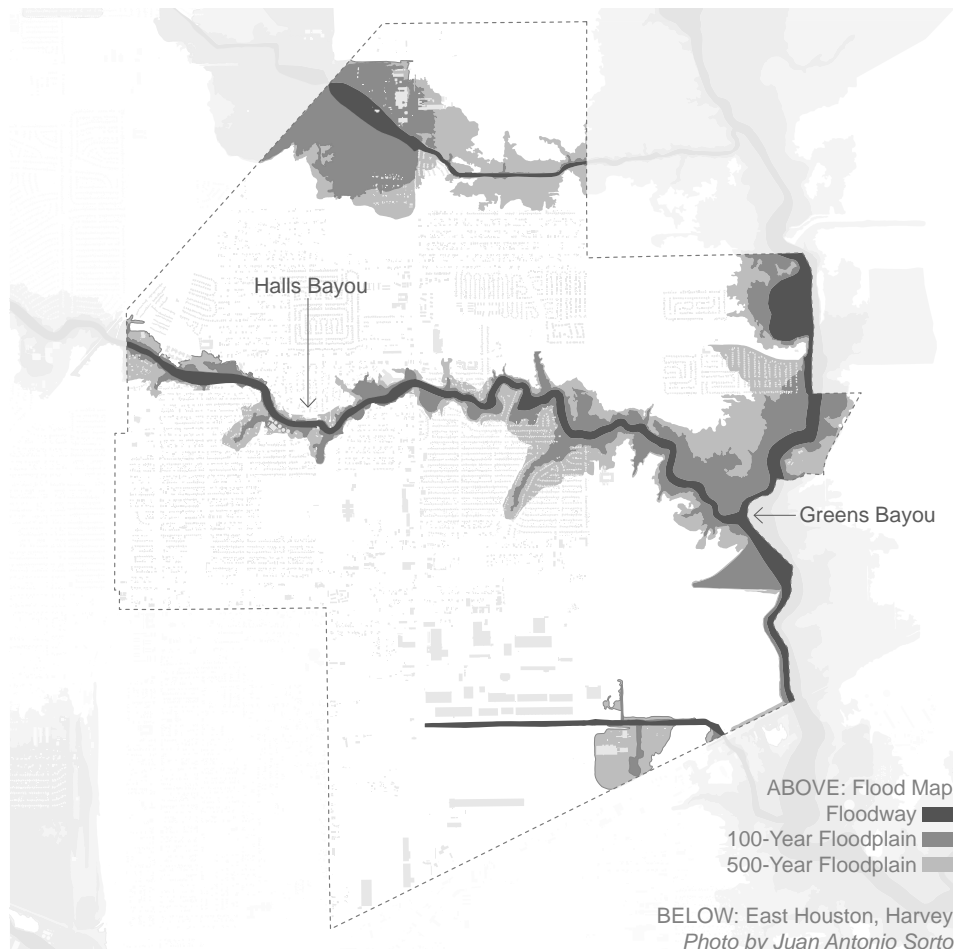 Halls Bayou
Greens Bayou
ABOVE: Flood Map
Floodway
100-Year Floodplain
500-Year Floodplain
BELOW: East Houston, Harvey
Photo by Juan Antonio Sorto